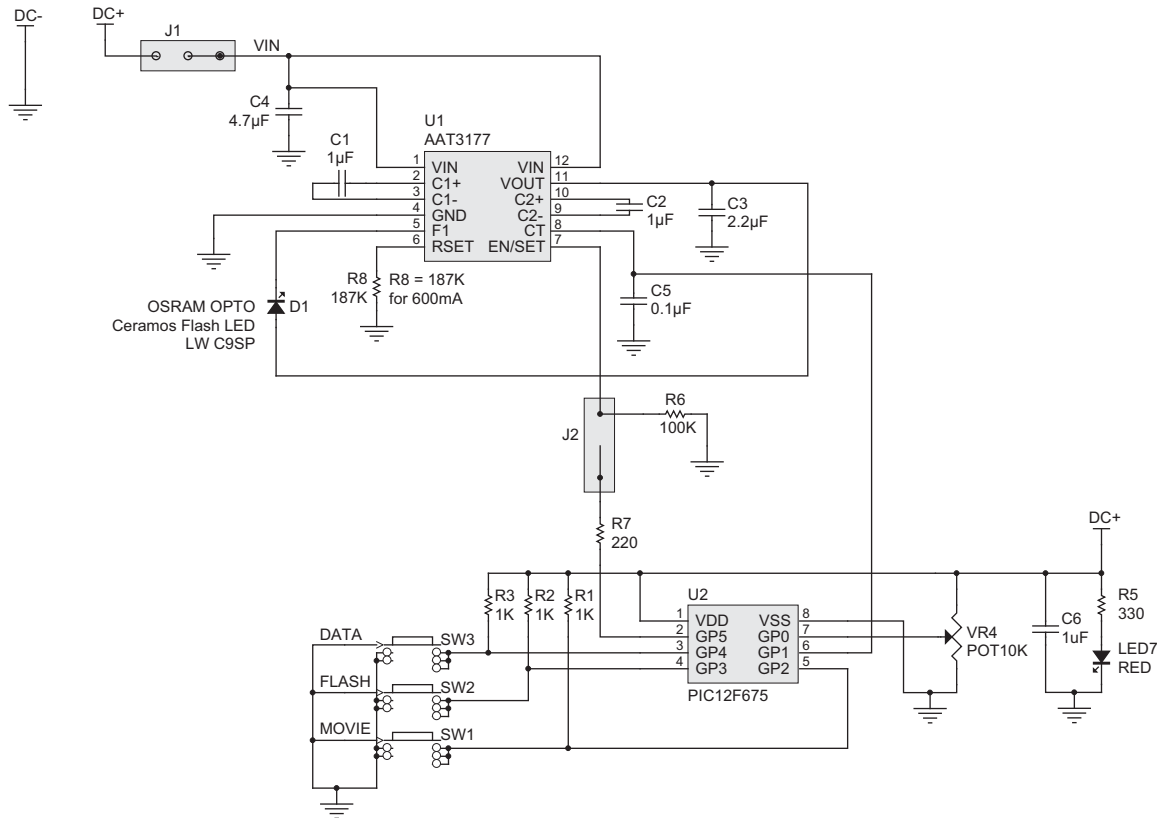 DC-
DC+
J1
VIN
C4
4.7µF
C1
1µF
U1
AAT3177
1
VIN
VIN
12
2
C1+
VOUT
11
3
C1-
C2+
10
4
GND
C2-
9
5
F1
CT
8
6
RSET
EN/SET
7
C2
1µF
C3
2.2µF
R8
187K
R8 = 187K
for 600mA
C5
0.1µF
OSRAM OPTO
Ceramos Flash LED
LW C9SP
D1
R6
100K
J2
R7
220
DC+
R3
1K
R2
1K
R1
1K
U2
1
VDD
VSS
8
2
GP5
GP0
7
3
GP4
GP1
6
4
GP3
GP2
5
PIC12F675
VR4
POT10K
C6
1uF
R5
330
LED7
RED
DATA
SW3
FLASH
SW2
MOVIE
SW1